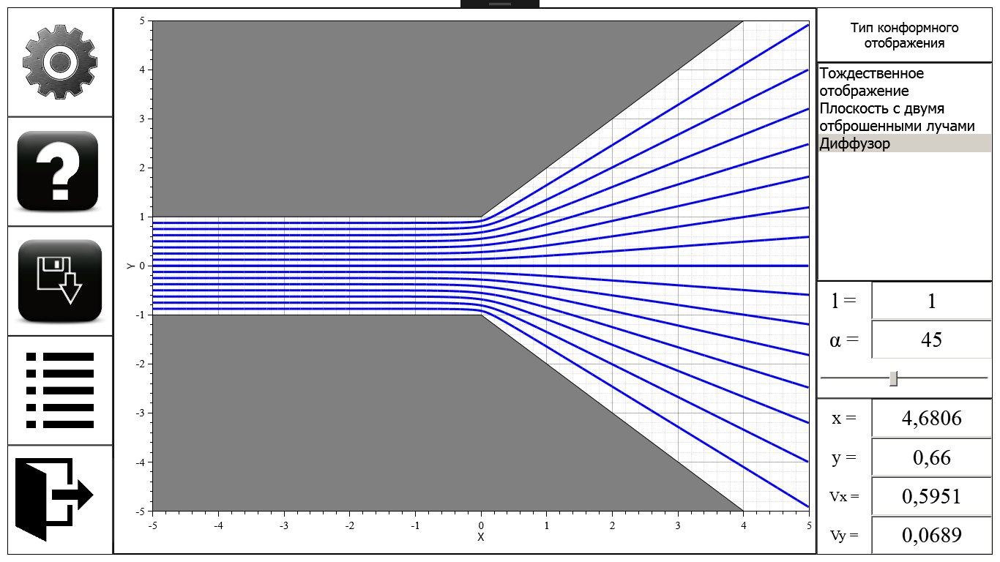 5
4
3
2
1
0
-1
-2
-3
-4
-5
Y
-5 -4 -3 -2 -1 0 1 2 3 4 5
X
Тип конформного
отображения
Тождественное
отображение
Плоскость с двумя
отброшенными лучами
Диффузор
l = 1
α = 45
x = 4,6806
y = 0,66
Vx = 0,5951
Vy = 0,0689